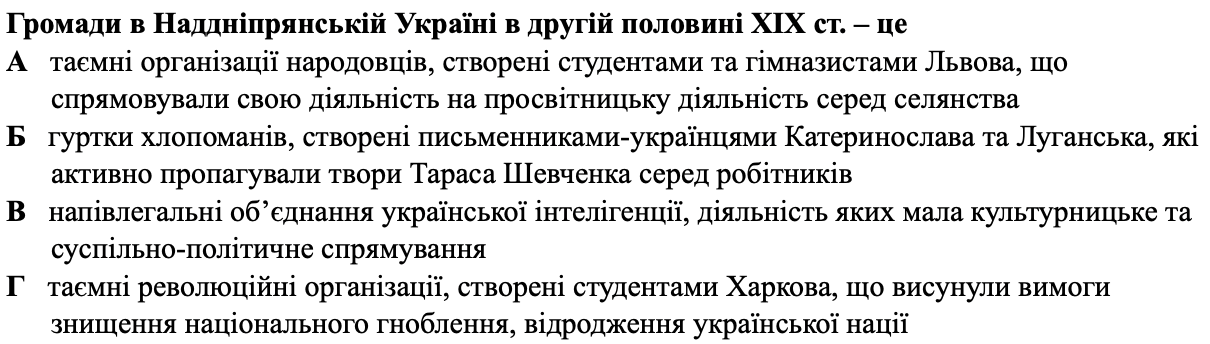 Громади в Наддніпрянській Україні в другій половині ХІХ ст. – це
А таємні організації народовців, створені студентами та гімназистами Львова, що
спрямовували свою діяльність на просвітницьку діяльність серед селянства
Б гуртки хлопоманів, створені письменниками-українцями Катеринослава та Луганська, які
активно пропагували твори Тараса Шевченка серед робітників
В напівлегальні об’єднання української інтелігенції, діяльність яких мала культурницьке та
суспільно-політичне спрямування
Г таємні революційні організації, створені студентами Харкова, що висунули вимоги
знищення національного гноблення, відродження української нації